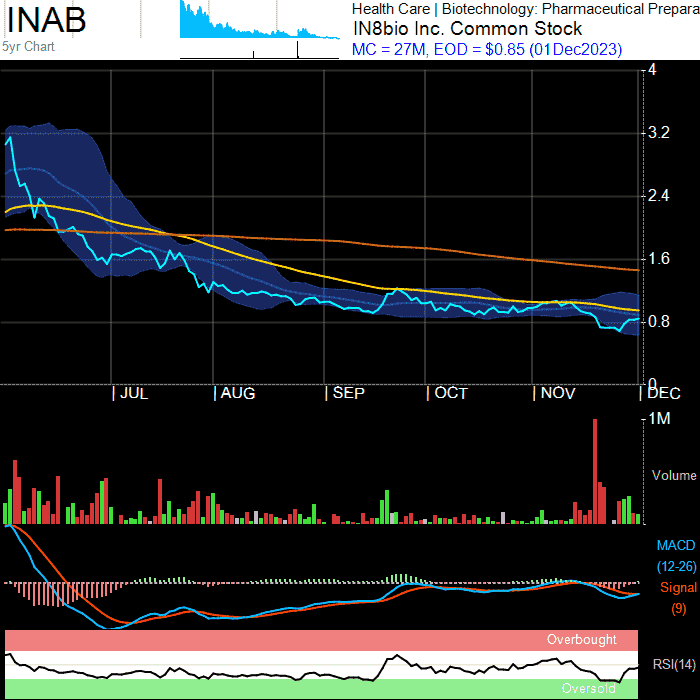 INAB
5yr Chart
Health Care | Biotechnology: Pharmaceutical Prepara
IN8bio Inc. Common Stock
MC = 27M, EOD = $0.85 (01Dec2023)
4
3.2
2.4
1.6
0.8
0
| JUL | AUG | SEP | OCT | NOV | DEC
1M
Volume
MACD
(12-26)
Signal
(9)
Overbought
RSI(14)
Oversold